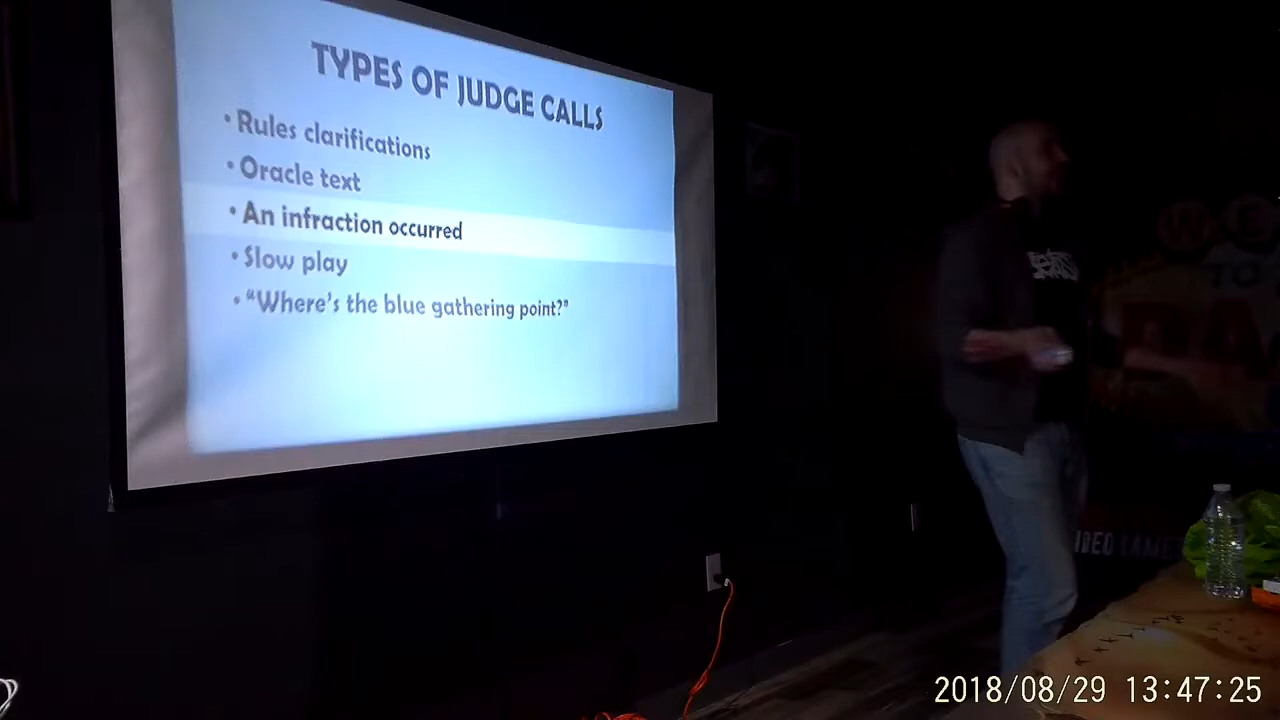 TYPES OF JUDGE CALLS
• Rules clarifications
• Oracle text
• An infraction occurred
• Slow play
• “Where’s the blue gathering point?”
TO
2018/08/29 13:47:25